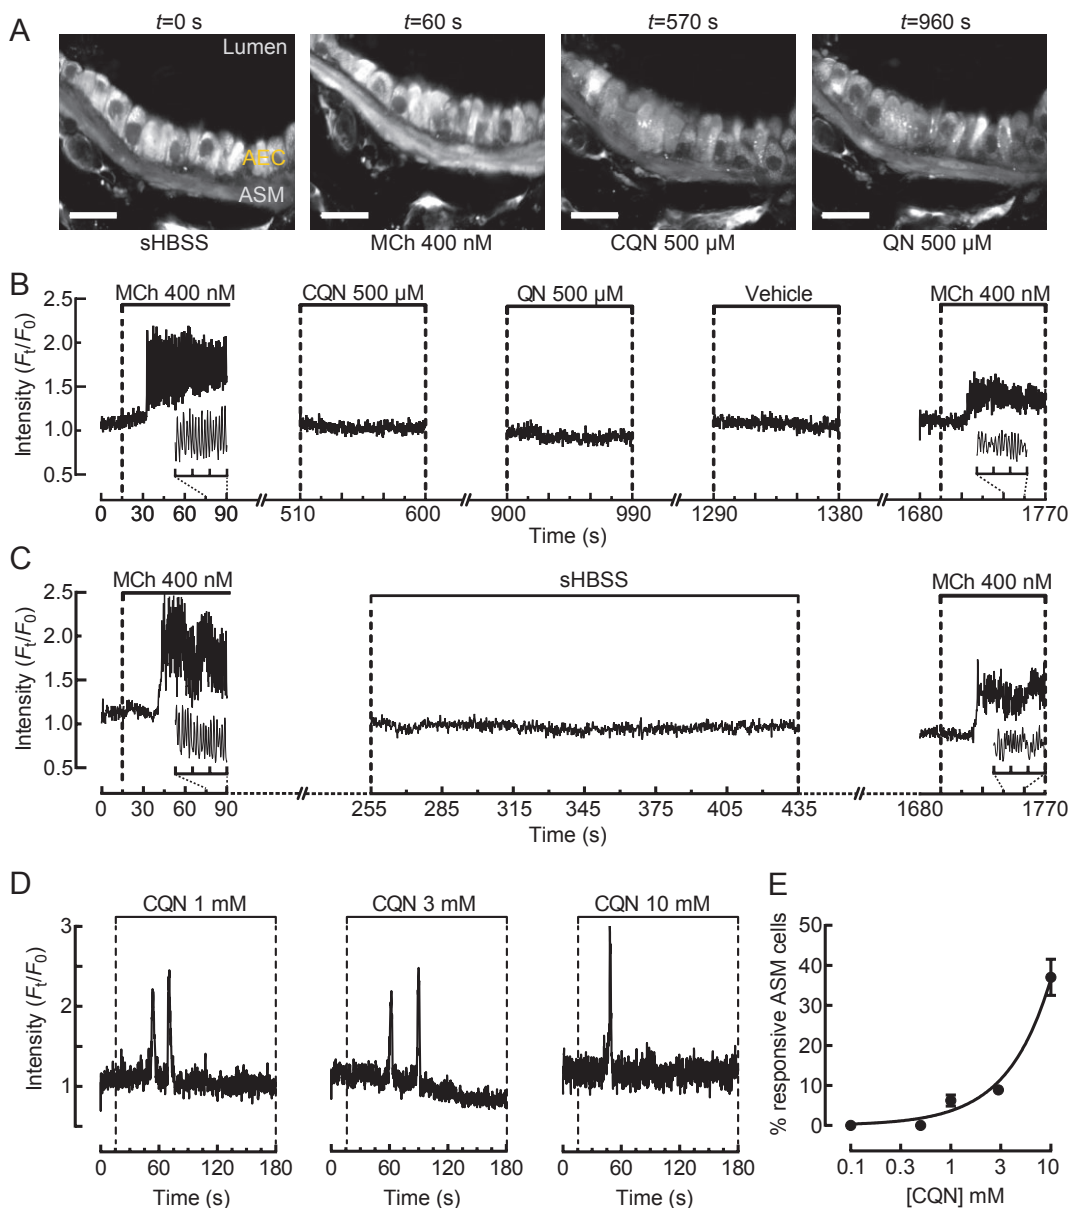 A
t=0 s t=60 s t=570 s t=960 s
Lumen
AEC
ASM
sHBSS MCh 400 nM CQN 500 µM QN 500 µM
B
MCh 400 nM CQN 500 µM QN 500 µM Vehicle MCh 400 nM
Intensity (Ft/F0)
2.5
2.0
1.5
1.0
0.5
0 30 60 90 510 600 900 990 1290 1380 1680 1770
Time (s)
C
MCh 400 nM sHBSS MCh 400 nM
Intensity (Ft/F0)
2.5
2.0
1.5
1.0
0.5
0 30 60 90 255 285 315 345 375 405 435 1680 1770
Time (s)
D
CQN 1 mM CQN 3 mM CQN 10 mM
Intensity (Ft/F0)
3
2
1
0 60 120 180 0 60 120 180 0 60 120 180
Time (s) Time (s) Time (s)
E
% responsive ASM cells
50
40
30
20
10
0
0.1 0.3 1 3 10
[CQN] mM